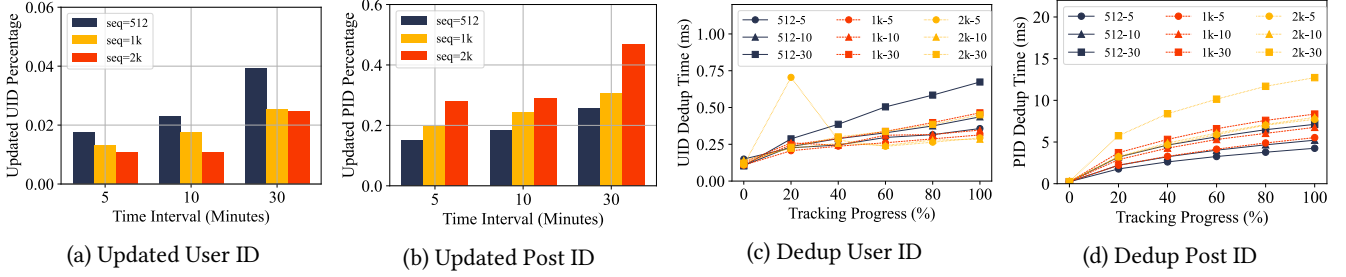 Updated UID Percentage
0.06
0.04
0.02
0.00
seq=512
seq=1k
seq=2k
5
10
30
Time Interval (Minutes)
(a) Updated User ID
Updated PID Percentage
0.6
0.4
0.2
0.0
seq=512
seq=1k
seq=2k
5
10
30
Time Interval (Minutes)
(b) Updated Post ID
UID Dedup Time (ms)
1.00
0.75
0.50
0.25
0.00
512-5 1k-5 2k-5
512-10 1k-10 2k-10
512-30 1k-30 2k-30
0 20 40 60 80 100
Tracking Progress (%)
(c) Dedup User ID
PID Dedup Time (ms)
20
15
10
5
0
512-5 1k-5 2k-5
512-10 1k-10 2k-10
512-30 1k-30 2k-30
0 20 40 60 80 100
Tracking Progress (%)
(d) Dedup Post ID